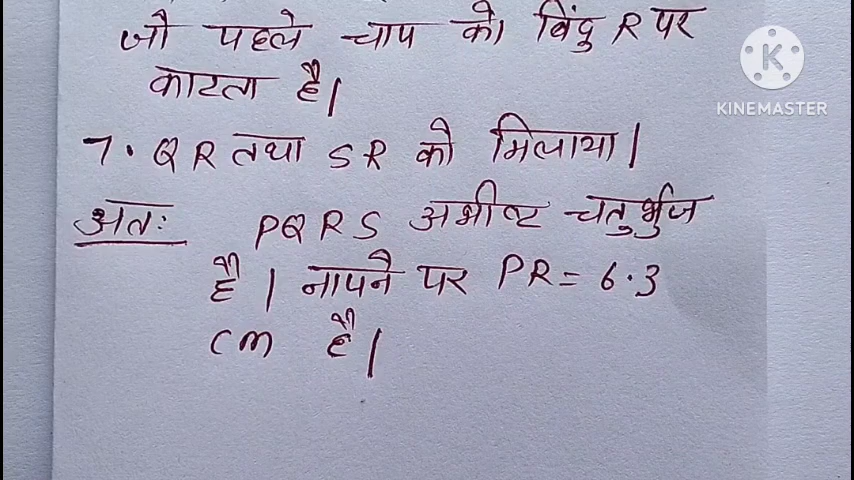 जो पहले चाप को बिंदु R पर
काटता है।
7. QR तथा SR को मिलाया।
अतः PQRS अभीष्ट चतुर्भुज
है। नापने पर PR = 6.3
cm है।
KINEMASTER